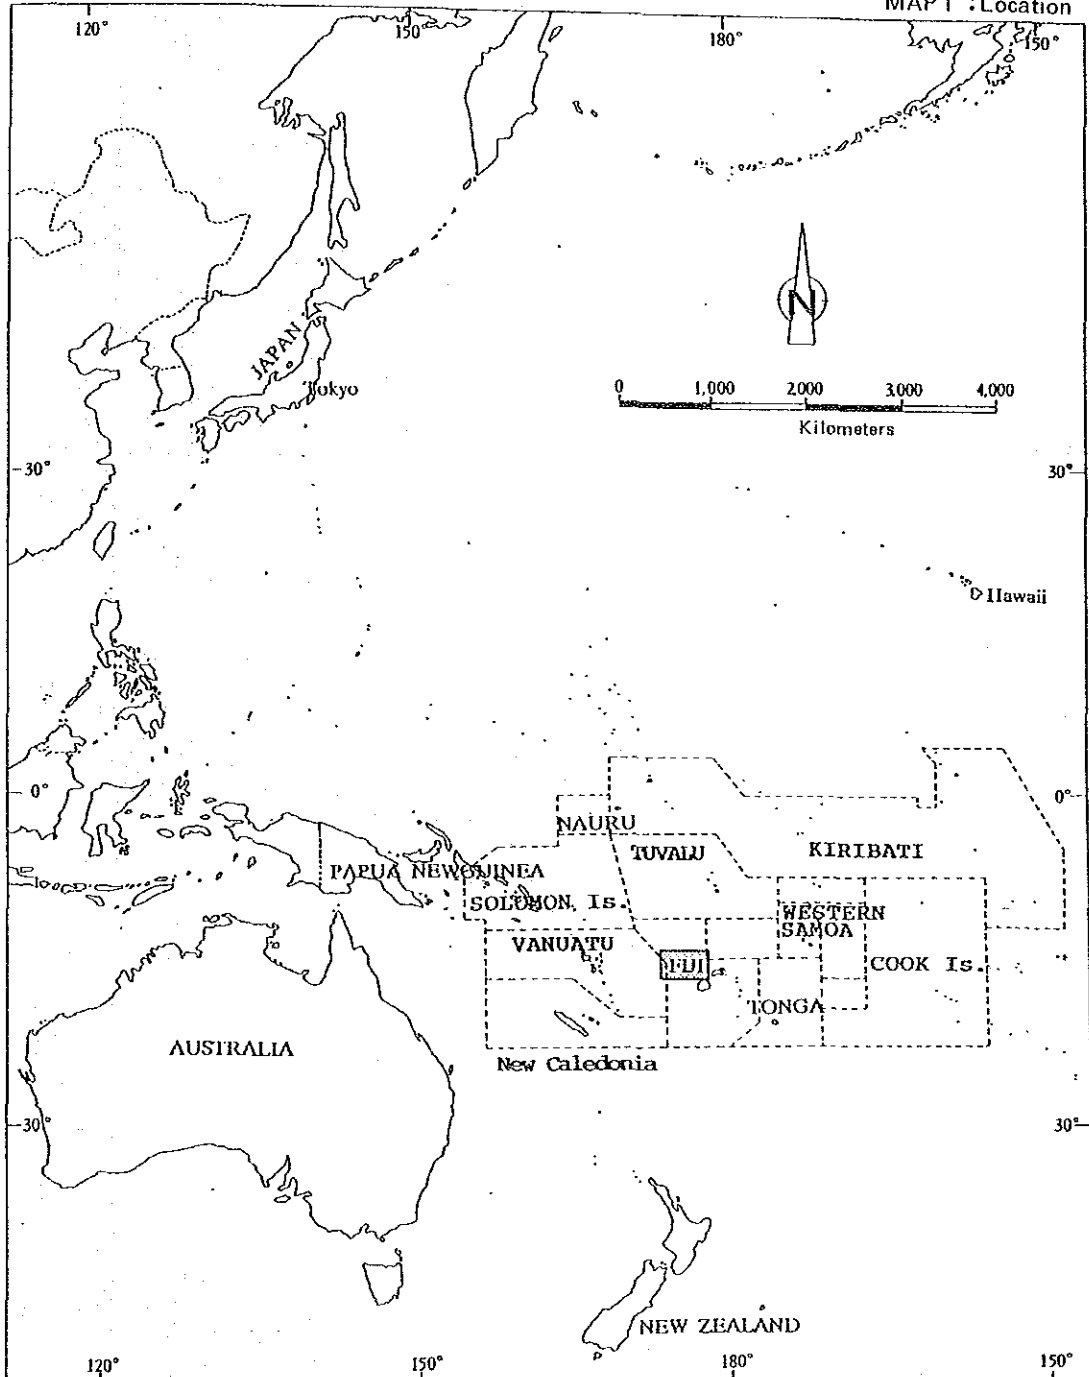 MAP 1 : Location
120°
150°
180°
150°
N
JAPAN
Tokyo
0
1,000
2,000
3,000
4,000
Kilometers
30°
30°
Hawaii
0°
0°
NAURU
TUVALU
KIRIBATI
PAPUA NEWGUINEA
SOLOMON Is.
WESTERN
SAMOA
VANUATU
FIJI
COOK Is.
TONGA
AUSTRALIA
New Caledonia
30°
30°
NEW ZEALAND
120°
150°
180°
150°